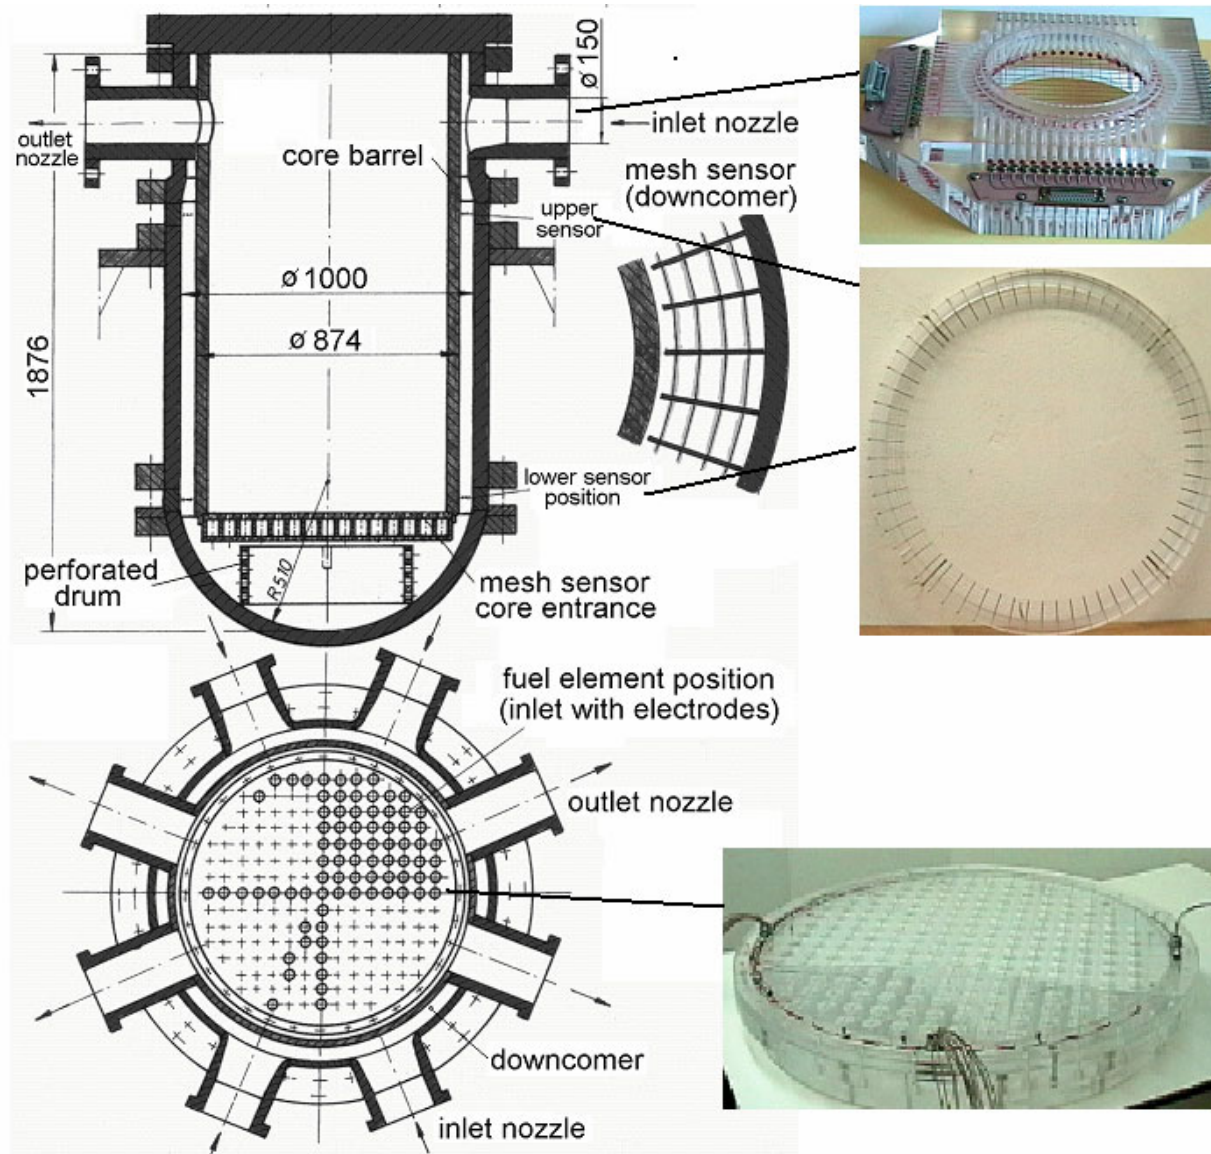 ø150
outlet
nozzle
inlet nozzle
core barrel
mesh sensor
(downcomer)
upper
sensor
ø1000
ø874
1876
lower sensor
position
perforated
drum
R510
mesh sensor
core entrance
fuel element position
(inlet with electrodes)
outlet nozzle
downcomer
inlet nozzle